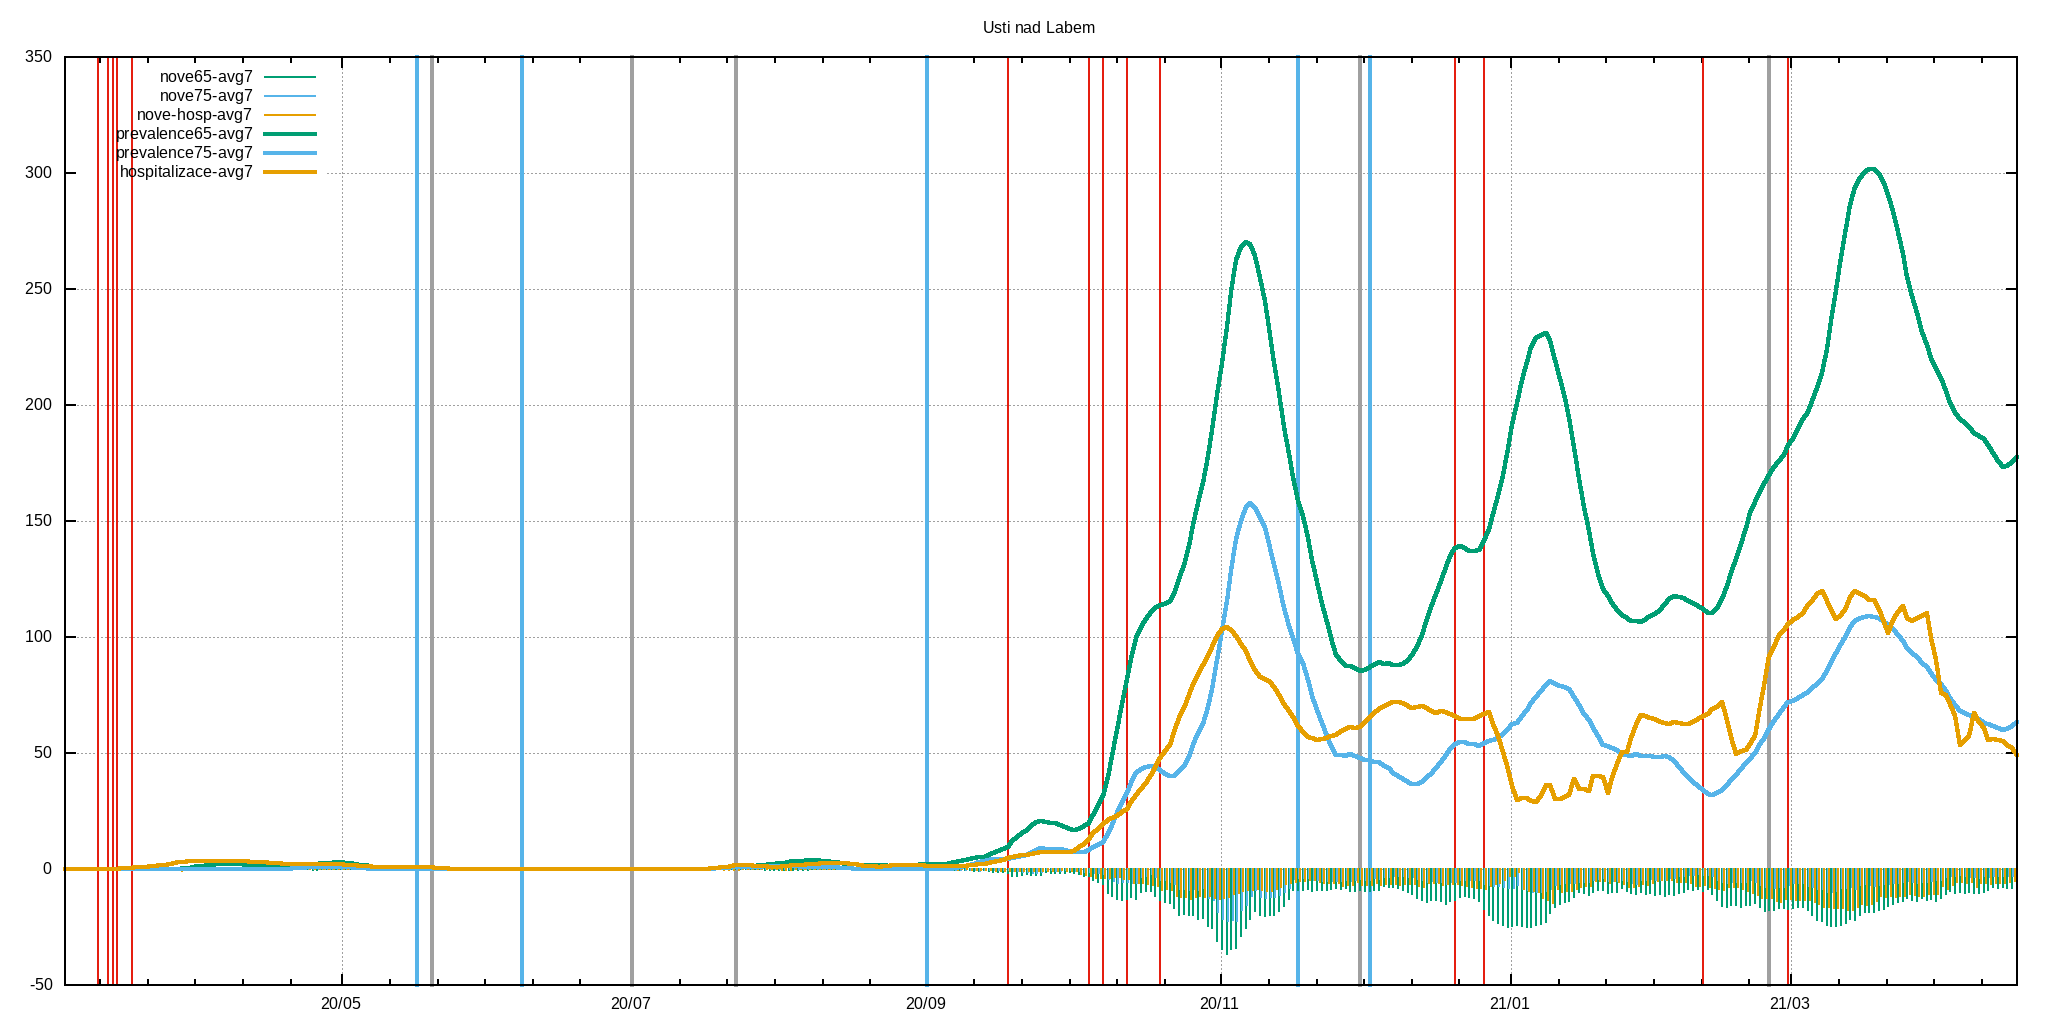 Usti nad Labem
350
300
250
200
150
100
50
0
-50
nove65-avg7
nove75-avg7
nove-hosp-avg7
prevalence65-avg7
prevalence75-avg7
hospitalizace-avg7
20/05
20/07
20/09
20/11
21/01
21/03